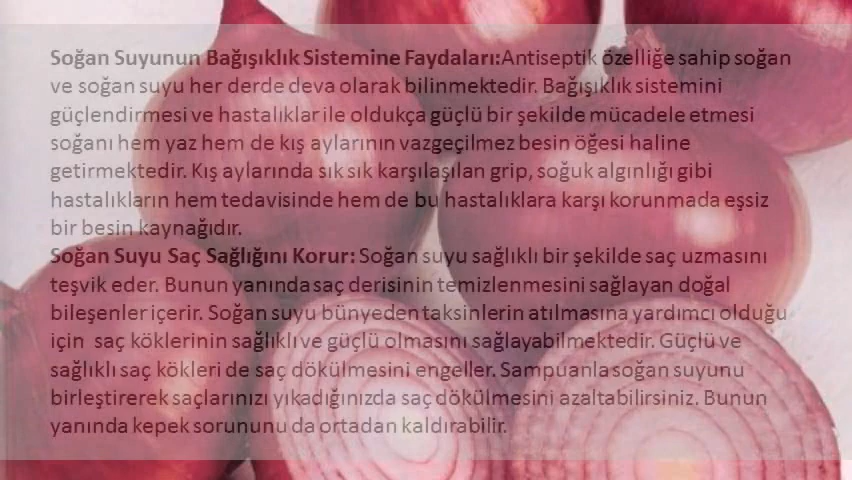 Soğan Suyunun Bağışıklık Sistemine Faydaları:Antiseptik özelliğe sahip soğan
ve soğan suyu her derde deva olarak bilinmektedir. Bağışıklık sistemini
güçlendirmesi ve hastalıklar ile oldukça güçlü bir şekilde mücadele etmesi
soğanı hem yaz hem de kış aylarının vazgeçilmez besin öğesi haline
getirmektedir. Kış aylarında sık sık karşılaşılan grip, soğuk algınlığı gibi
hastalıkların hem tedavisinde hem de bu hastalıklara karşı korunmada eşsiz
bir besin kaynağıdır.
Soğan Suyu Saç Sağlığını Korur: Soğan suyu sağlıklı bir şekilde saç uzmasını
teşvik eder. Bunun yanında saç derisinin temizlenmesini sağlayan doğal
bileşenler içerir. Soğan suyu bünyeden taksinlerin atılmasına yardımcı olduğu
için saç köklerinin sağlıklı ve güçlü olmasını sağlayabilmektedir. Güçlü ve
sağlıklı saç kökleri de saç dökülmesini engeller. Sampuanla soğan suyunu
birleştirerek saçlarınızı yıkadığınızda saç dökülmesini azaltabilirsiniz. Bunun
yanında kepek sorununu da ortadan kaldırabilir.